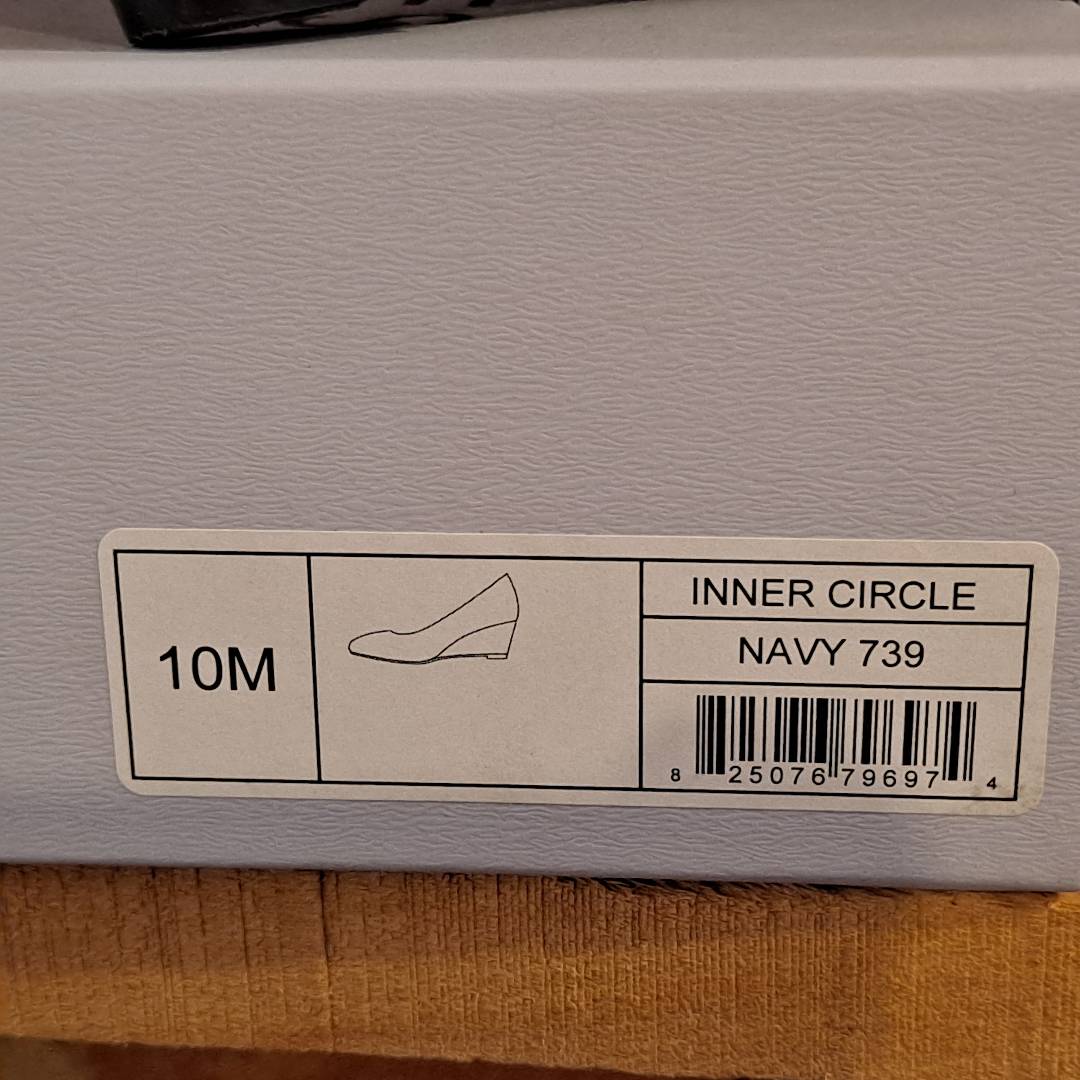 10M
INNER CIRCLE
NAVY 739
8 25076 79697 4